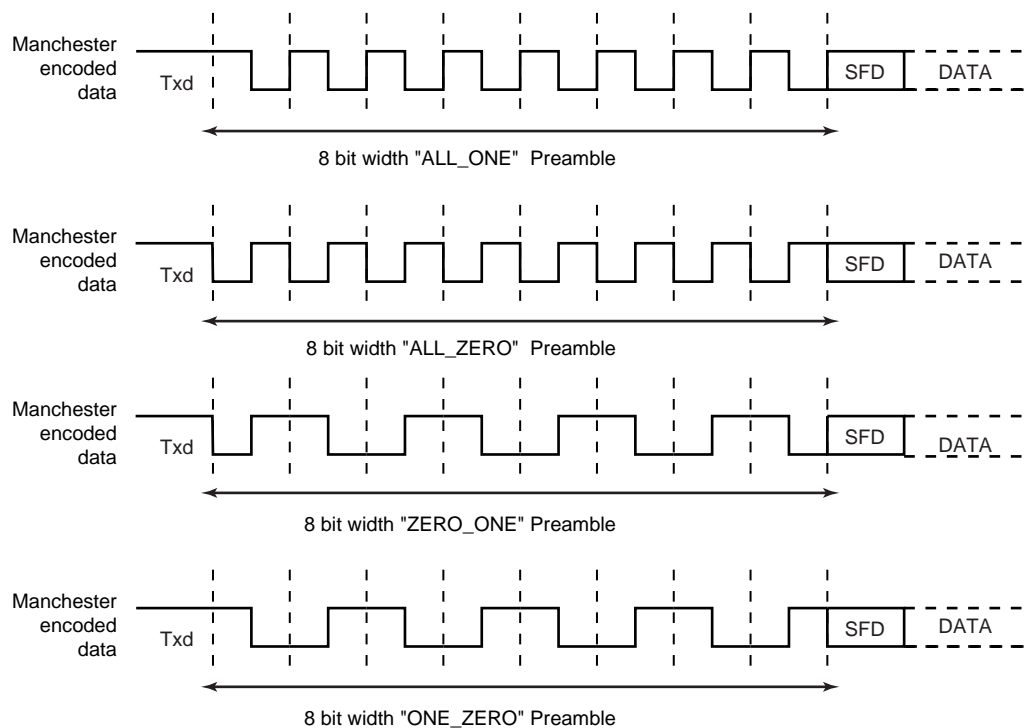 Manchester
encoded
data
Txd
SFD
DATA
8 bit width "ALL_ONE" Preamble
Manchester
encoded
data
Txd
SFD
DATA
8 bit width "ALL_ZERO" Preamble
Manchester
encoded
data
Txd
SFD
DATA
8 bit width "ZERO_ONE" Preamble
Manchester
encoded
data
Txd
SFD
DATA
8 bit width "ONE_ZERO" Preamble